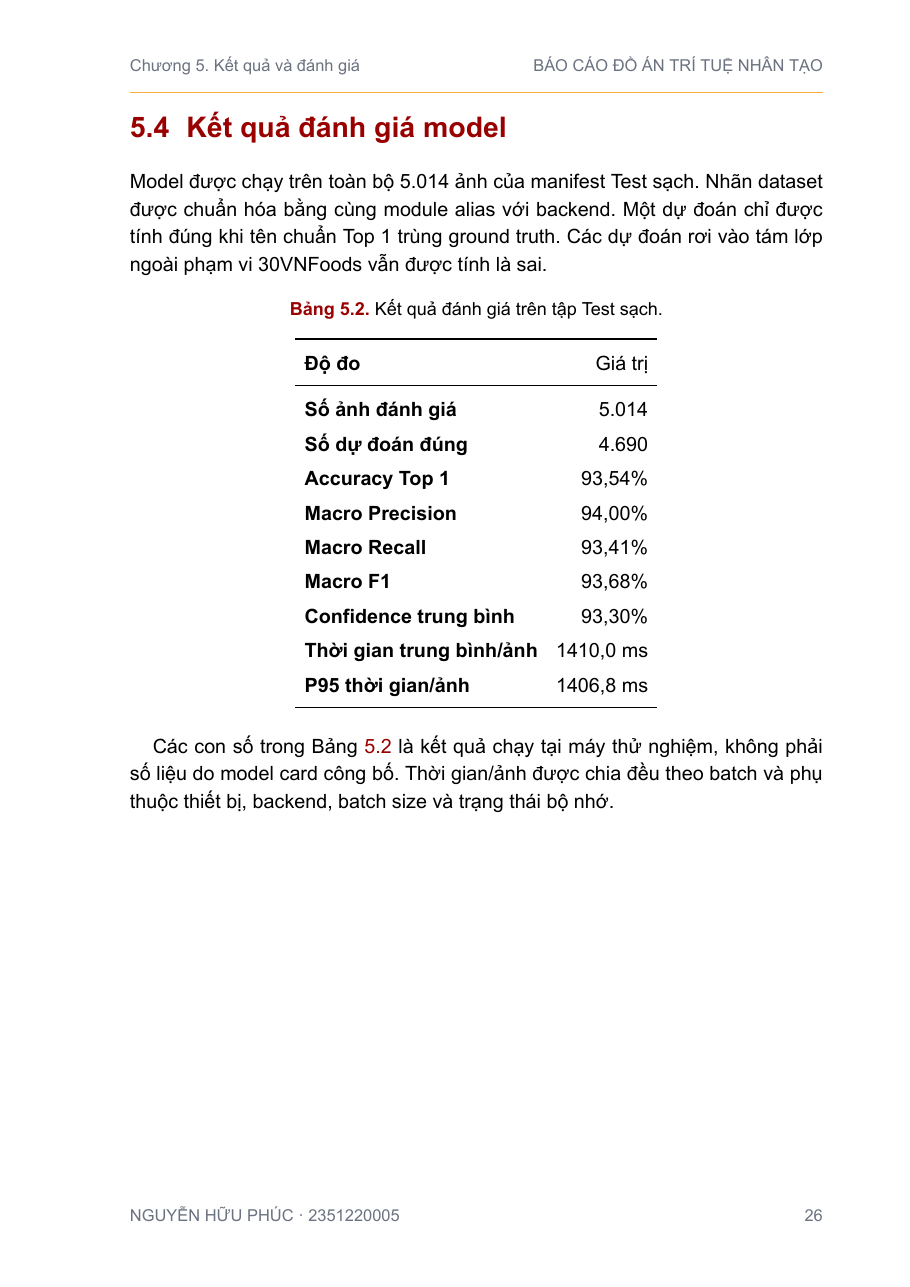 Chương 5. Kết quả và đánh giá BÁO CÁO ĐỒ ÁN TRÍ TUỆ NHÂN TẠO
5.4 Kết quả đánh giá model
Model được chạy trên toàn bộ 5.014 ảnh của manifest Test sạch. Nhãn dataset
được chuẩn hóa bằng cùng module alias với backend. Một dự đoán chỉ được
tính đúng khi tên chuẩn Top 1 trùng ground truth. Các dự đoán rơi vào tám lớp
ngoài phạm vi 30VNFoods vẫn được tính là sai.
Bảng 5.2. Kết quả đánh giá trên tập Test sạch.
Độ đo Giá trị
Số ảnh đánh giá 5.014
Số dự đoán đúng 4.690
Accuracy Top 1 93,54%
Macro Precision 94,00%
Macro Recall 93,41%
Macro F1 93,68%
Confidence trung bình 93,30%
Thời gian trung bình/ảnh 1410,0 ms
P95 thời gian/ảnh 1406,8 ms
Các con số trong Bảng 5.2 là kết quả chạy tại máy thử nghiệm, không phải
số liệu do model card công bố. Thời gian/ảnh được chia đều theo batch và phụ
thuộc thiết bị, backend, batch size và trạng thái bộ nhớ.
NGUYỄN HỮU PHÚC · 2351220005 26